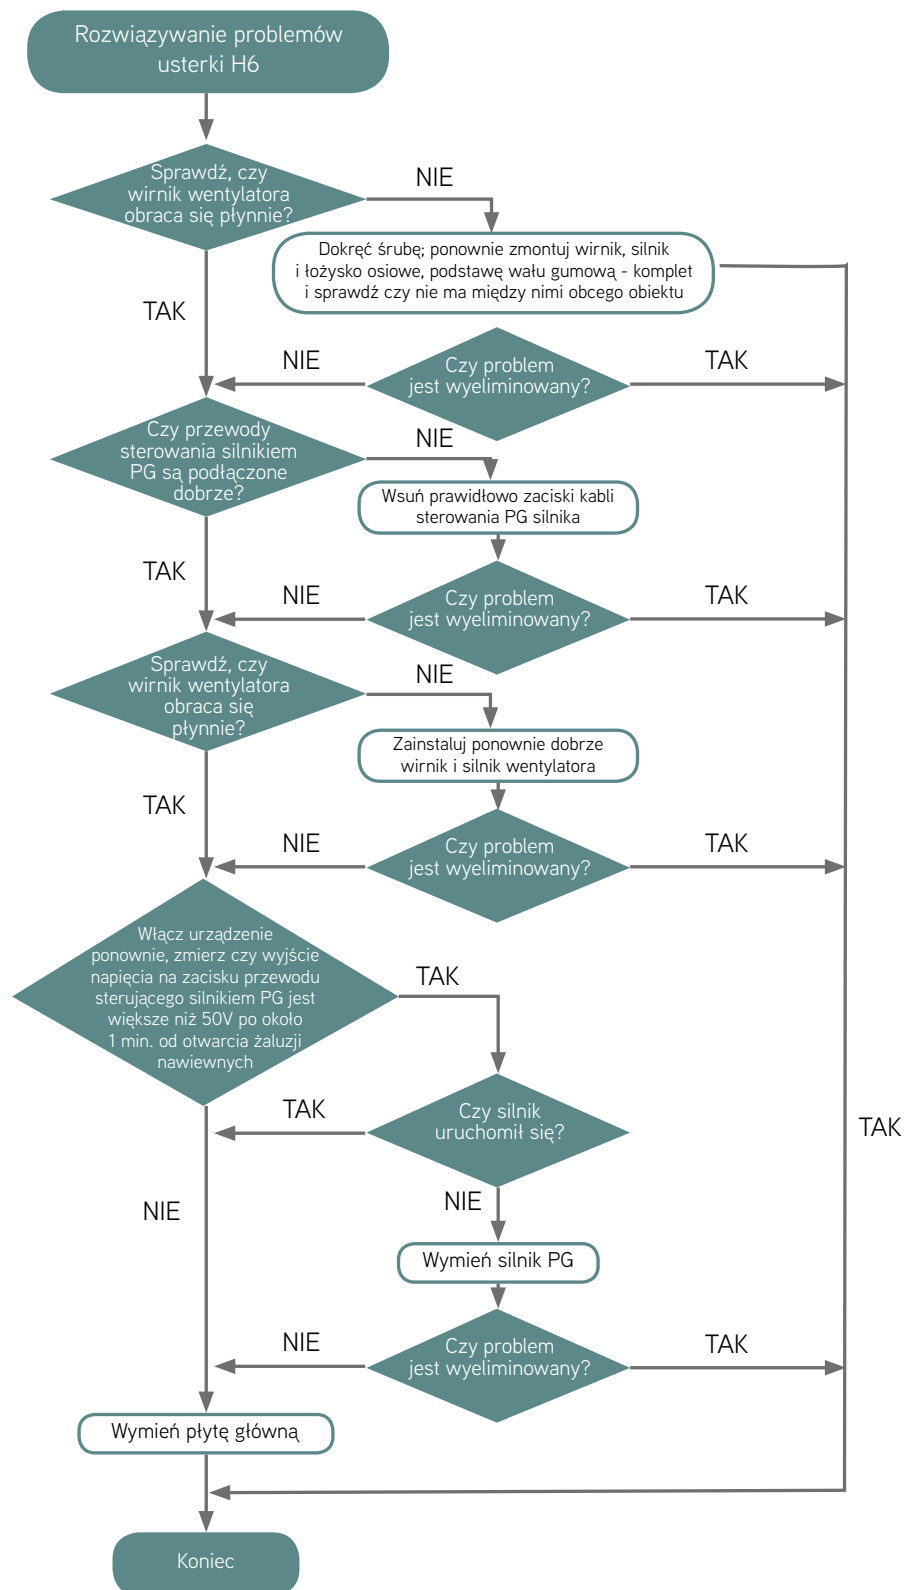 Rozwiązywanie problemów
usterki H6
Sprawdź, czy
wirnik wentylatora
obraca się płynnie?
NIE
Dokręć śrubę; ponownie zmontuj wirnik, silnik
i łożysko osiowe, podstawę wału gumową - komplet
i sprawdź czy nie ma między nimi obcego obiektu
TAK
NIE
Czy problem
jest wyeliminowany?
TAK
Czy przewody
sterowania silnikiem
PG są podłączone
dobrze?
NIE
Wsuń prawidłowo zaciski kabli
sterowania PG silnika
TAK
NIE
Czy problem
jest wyeliminowany?
TAK
Sprawdź, czy
wirnik wentylatora
obraca się
płynnie?
NIE
Zainstaluj ponownie dobrze
wirnik i silnik wentylatora
TAK
NIE
Czy problem
jest wyeliminowany?
TAK
Włącz urządzenie
ponownie, zmierz czy wyjście
napięcia na zacisku przewodu
sterującego silnikiem PG jest
większe niż 50V po około
1 min. od otwarcia żaluzji
nawiewnych
TAK
TAK
Czy silnik
uruchomił się?
TAK
NIE
NIE
Wymień silnik PG
NIE
Czy problem
jest wyeliminowany?
TAK
Wymień płytę główną
Koniec